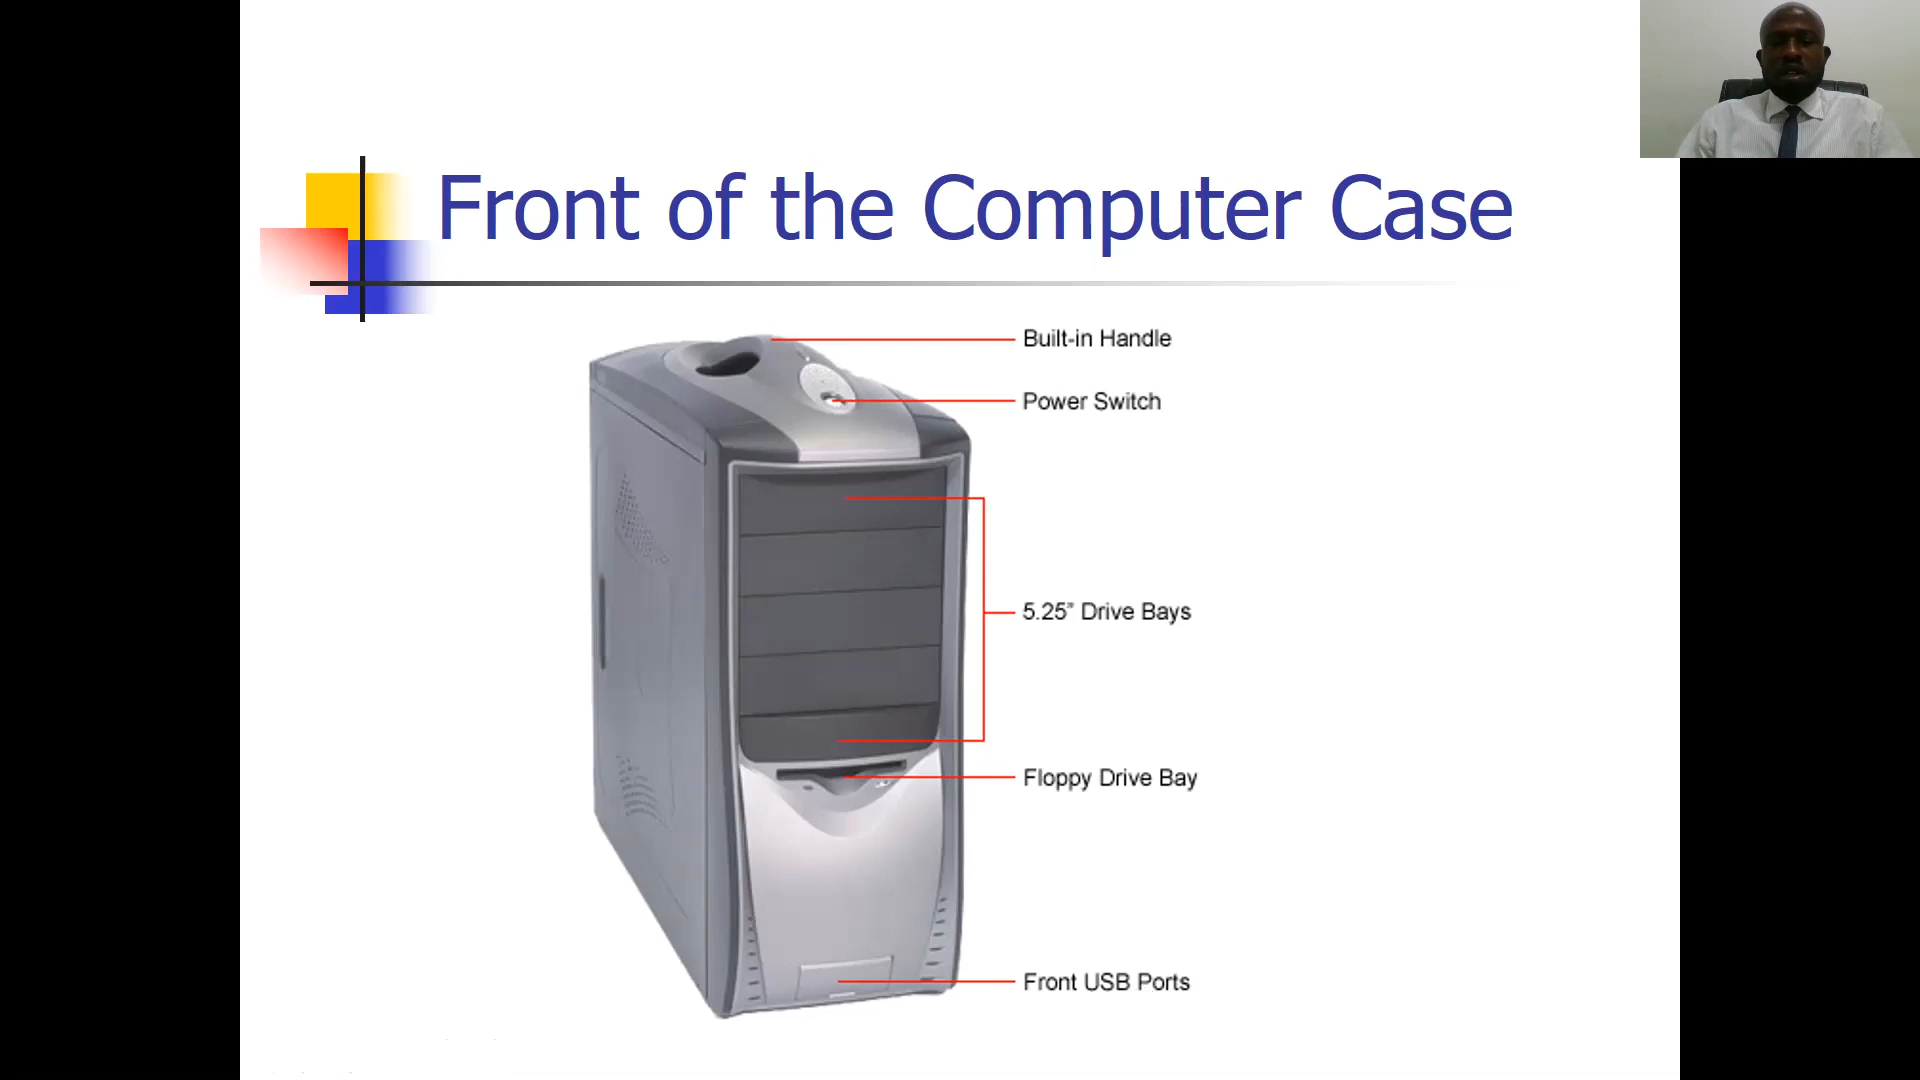 Front of the Computer Case
Built-in Handle
Power Switch
5.25” Drive Bays
Floppy Drive Bay
Front USB Ports